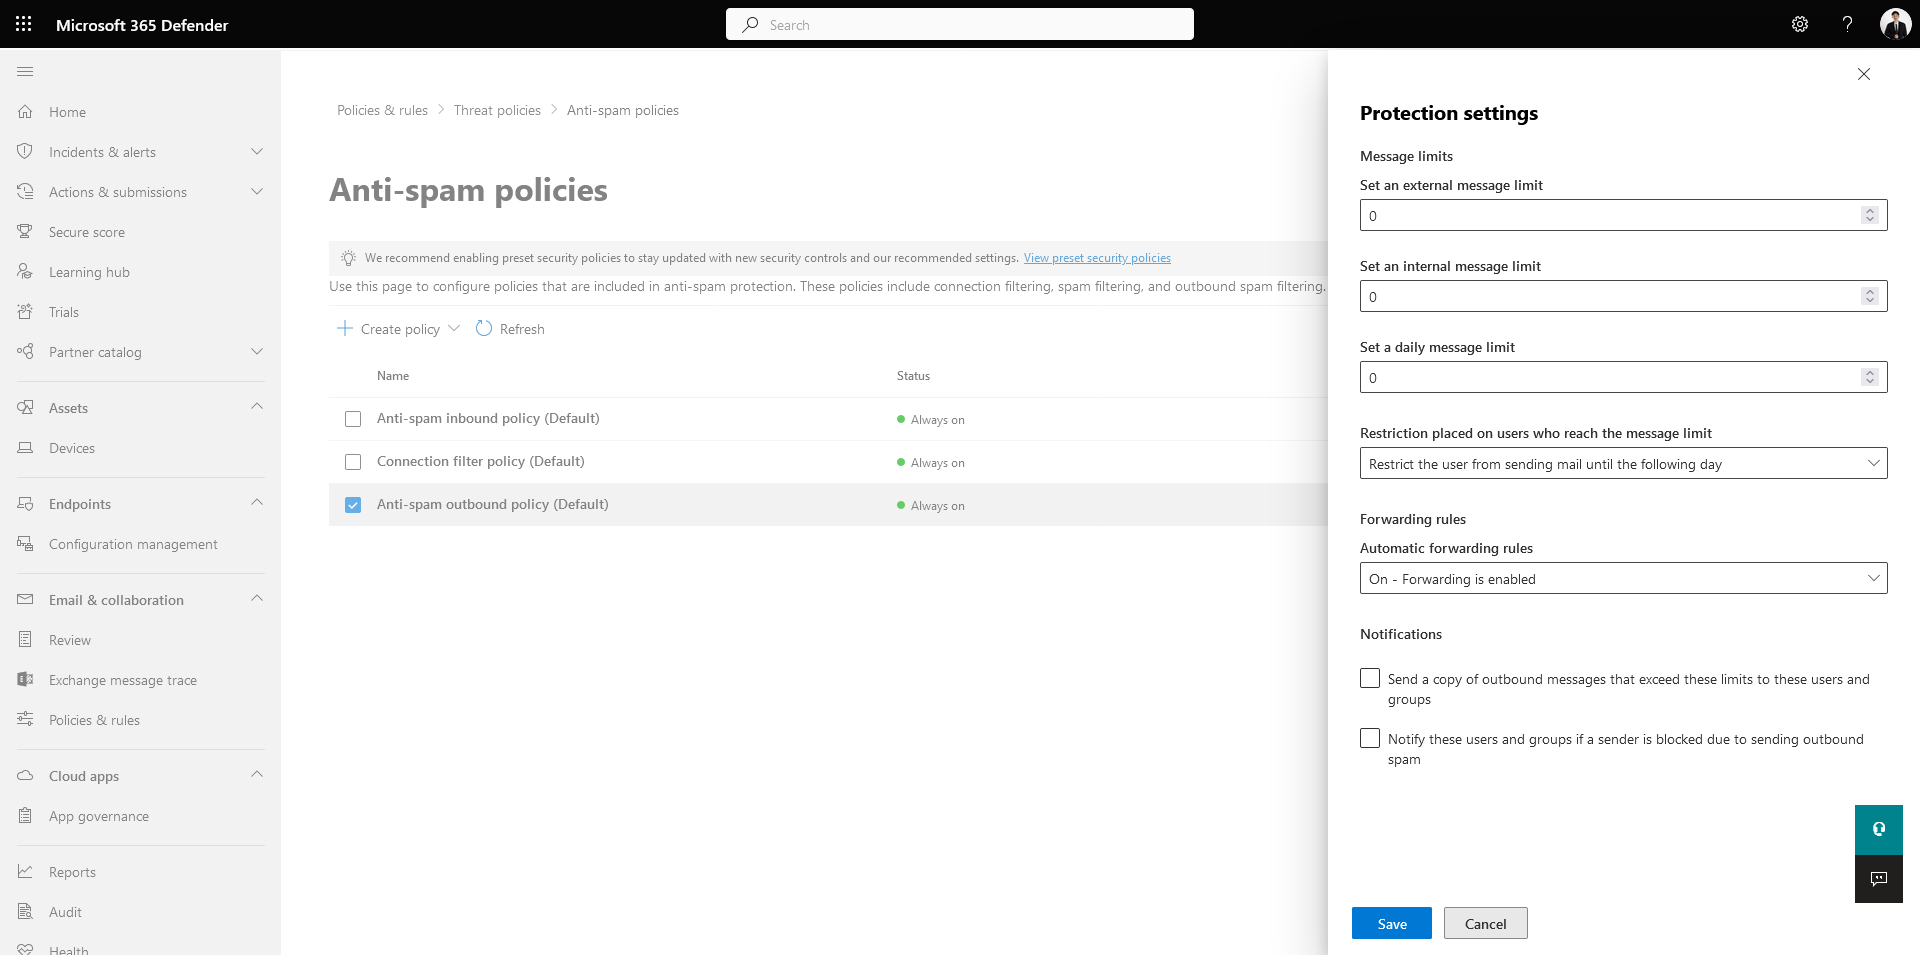 Microsoft 365 Defender
Search
?
Home
Incidents & alerts
Actions & submissions
Secure score
Learning hub
Trials
Partner catalog
Assets
Devices
Endpoints
Configuration management
Email & collaboration
Review
Exchange message trace
Policies & rules
Cloud apps
App governance
Reports
Audit
Health
Policies & rules > Threat policies > Anti-spam policies
Anti-spam policies
We recommend enabling preset security policies to stay updated with new security controls and our recommended settings. View preset security policies
Use this page to configure policies that are included in anti-spam protection. These policies include connection filtering, spam filtering, and outbound spam filtering.
Create policy Refresh
Name Status
Anti-spam inbound policy (Default) Always on
Connection filter policy (Default) Always on
Anti-spam outbound policy (Default) Always on
Protection settings
Message limits
Set an external message limit
0
Set an internal message limit
0
Set a daily message limit
0
Restriction placed on users who reach the message limit
Restrict the user from sending mail until the following day
Forwarding rules
Automatic forwarding rules
On - Forwarding is enabled
Notifications
Send a copy of outbound messages that exceed these limits to these users and
groups
Notify these users and groups if a sender is blocked due to sending outbound
spam
Save Cancel